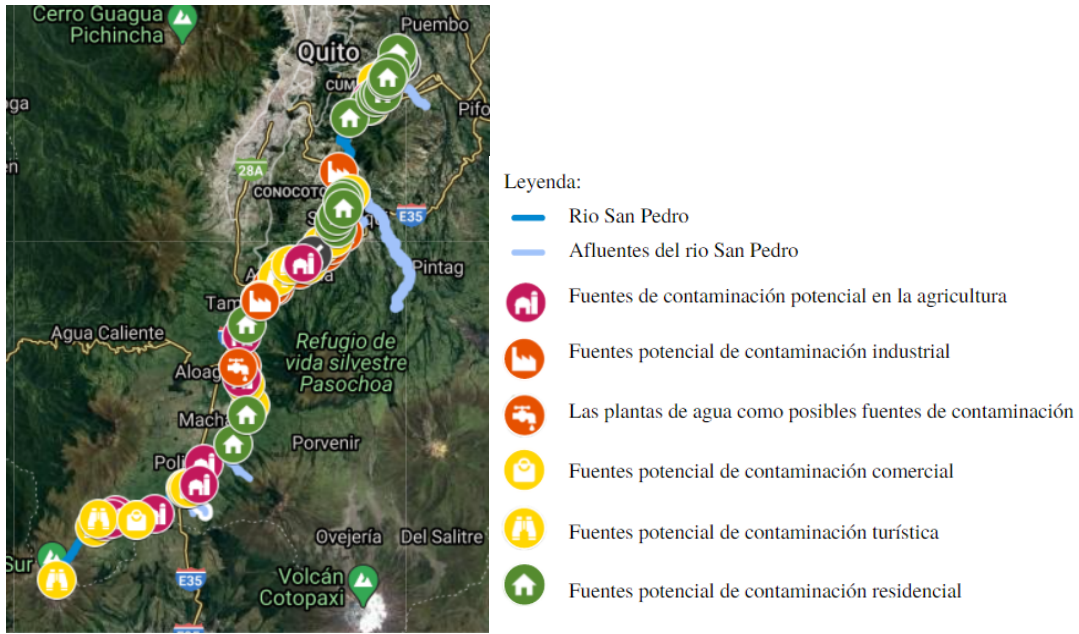 Cerro Guagua
Pichincha
Puembo
Quito
CUM
oga
Pifo
en
28A
CONOCOTO
E35
Pintag
Tam
Agua Caliente
Refugio de
vida silvestre
Pasochoa
Aloag
Mach
Porvenir
Poli
Ovejería
Del Salitre
Sur
E35
Volcán
Cotopaxi
Leyenda:
Rio San Pedro
Afluentes del rio San Pedro
Fuentes de contaminación potencial en la agricultura
Fuentes potencial de contaminación industrial
Las plantas de agua como posibles fuentes de contaminación
Fuentes potencial de contaminación comercial
Fuentes potencial de contaminación turística
Fuentes potencial de contaminación residencial